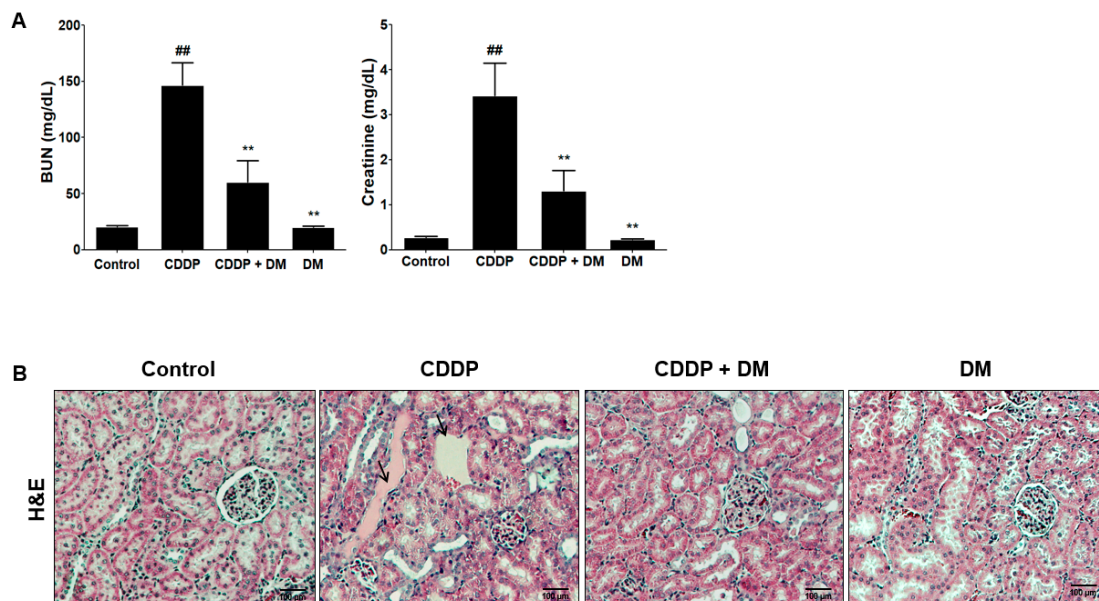 A
BUN (mg/dL)
200
150
100
50
0
##
**
**
Control CDDP CDDP + DM DM
Creatinine (mg/dL)
5
4
3
2
1
0
##
**
**
Control CDDP CDDP + DM DM
B
Control CDDP CDDP + DM DM
H&E
100 µm 100 µm 100 µm 100 µm